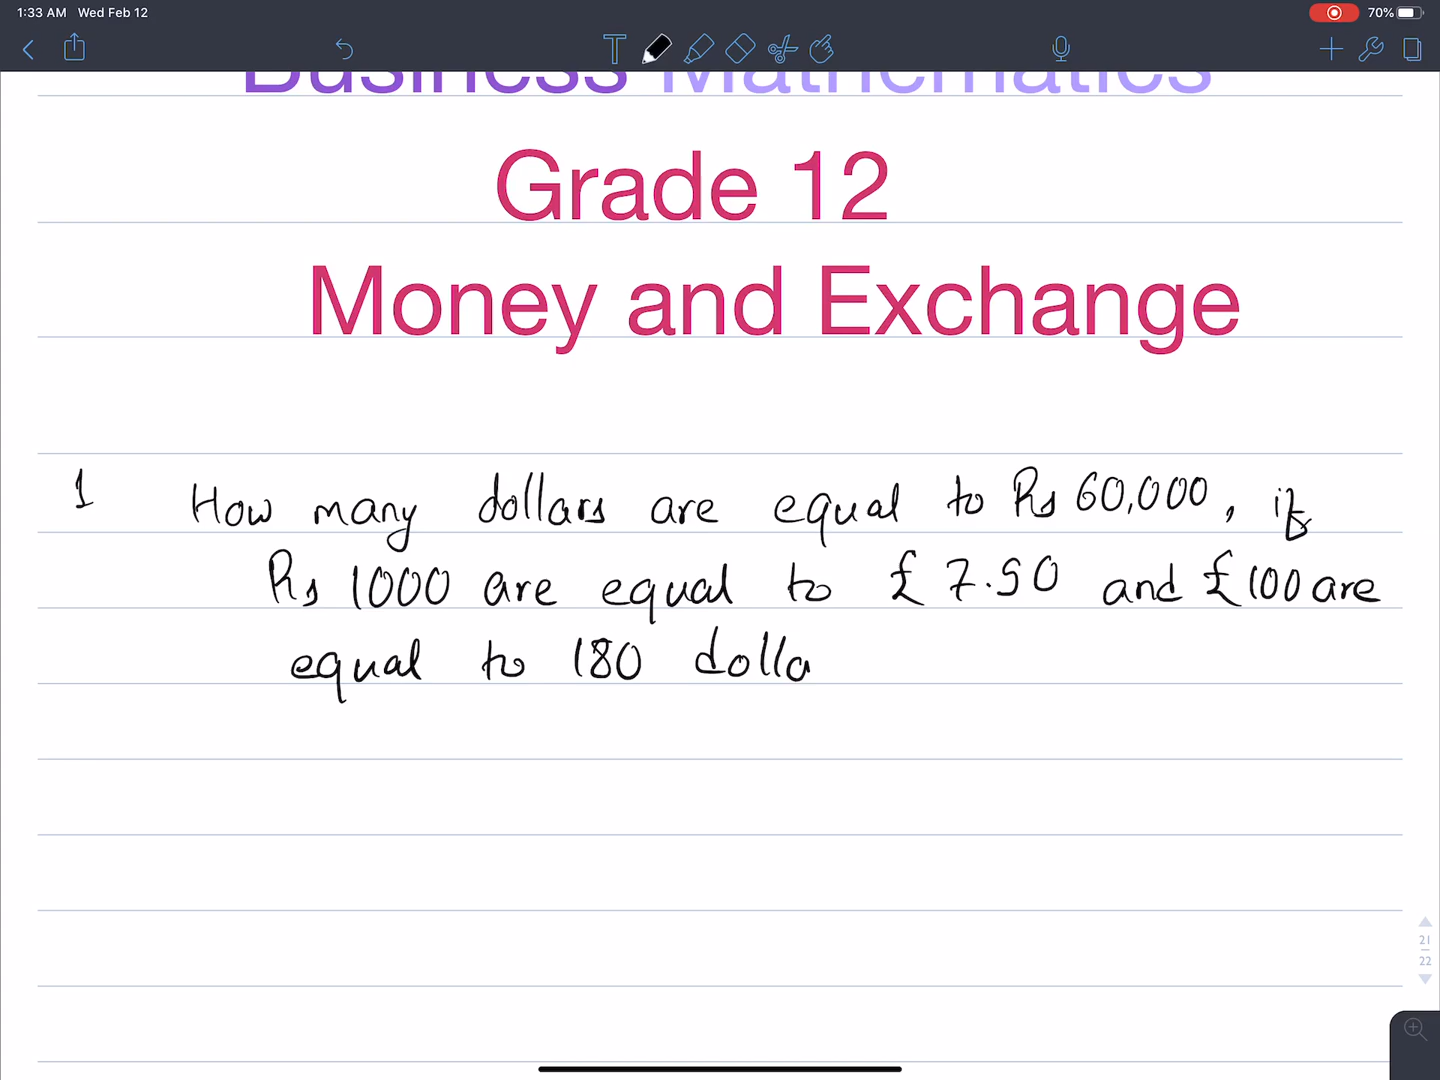 1:33 AM Wed Feb 12
70%
Business Mathematics
Grade 12
Money and Exchange
1 How many dollars are equal to Rs 60,000, if
Rs 1000 are equal to £ 7.50 and £ 100 are
equal to 180 dolla
21
22